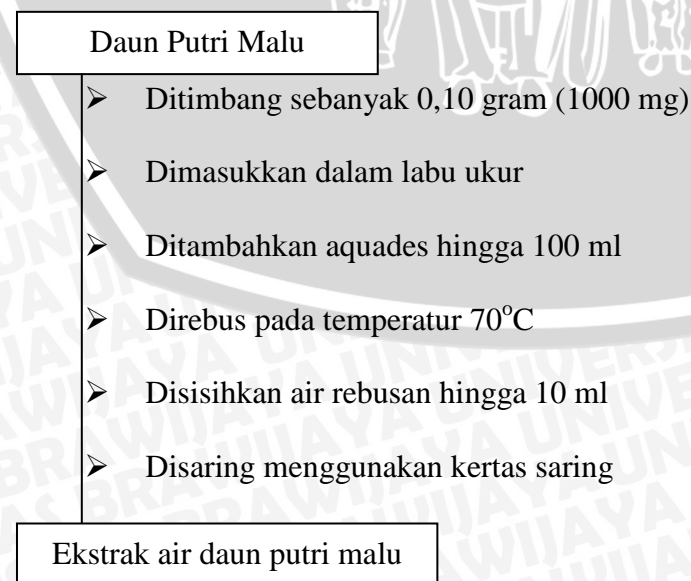 Daun Putri Malu
➢ Ditimbang sebanyak 0,10 gram (1000 mg)
➢ Dimasukkan dalam labu ukur
➢ Ditambahkan aquades hingga 100 ml
➢ Direbus pada temperatur 70°C
➢ Disisihkan air rebusan hingga 10 ml
➢ Disaring menggunakan kertas saring
Ekstrak air daun putri malu